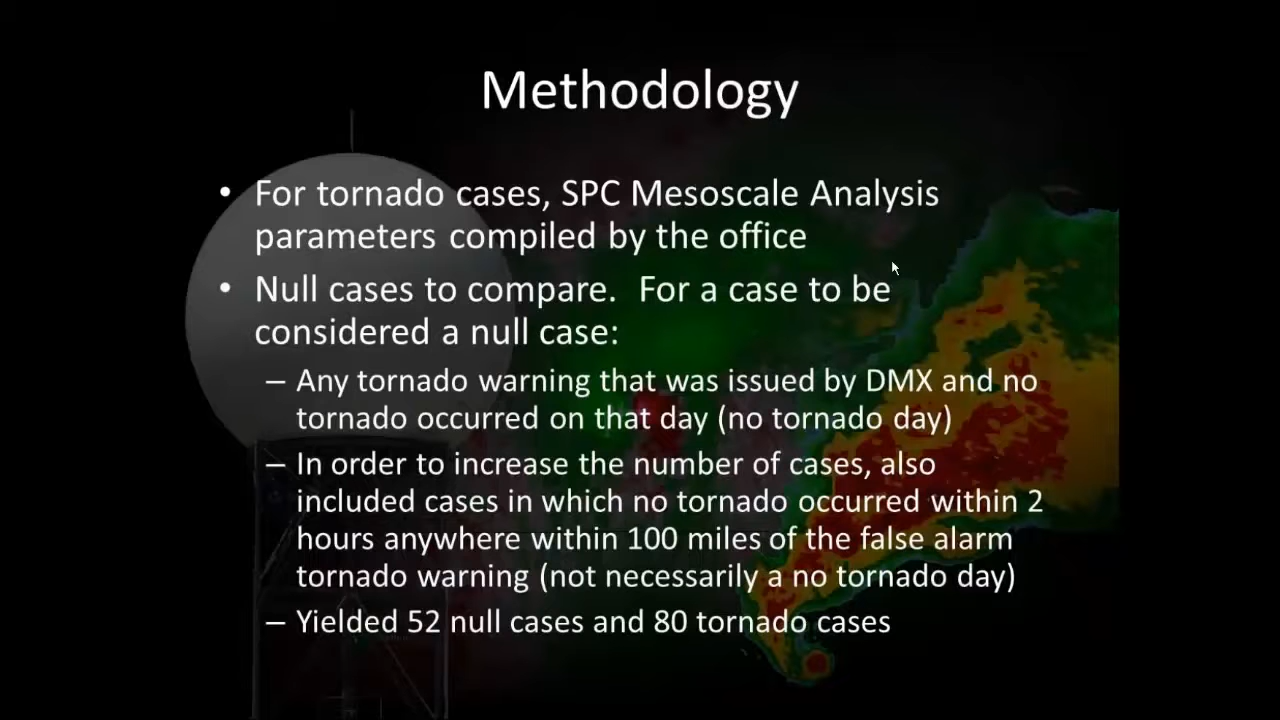 Methodology
• For tornado cases, SPC Mesoscale Analysis
parameters compiled by the office
• Null cases to compare.  For a case to be
considered a null case:
– Any tornado warning that was issued by DMX and no
tornado occurred on that day (no tornado day)
– In order to increase the number of cases, also
included cases in which no tornado occurred within 2
hours anywhere within 100 miles of the false alarm
tornado warning (not necessarily a no tornado day)
– Yielded 52 null cases and 80 tornado cases